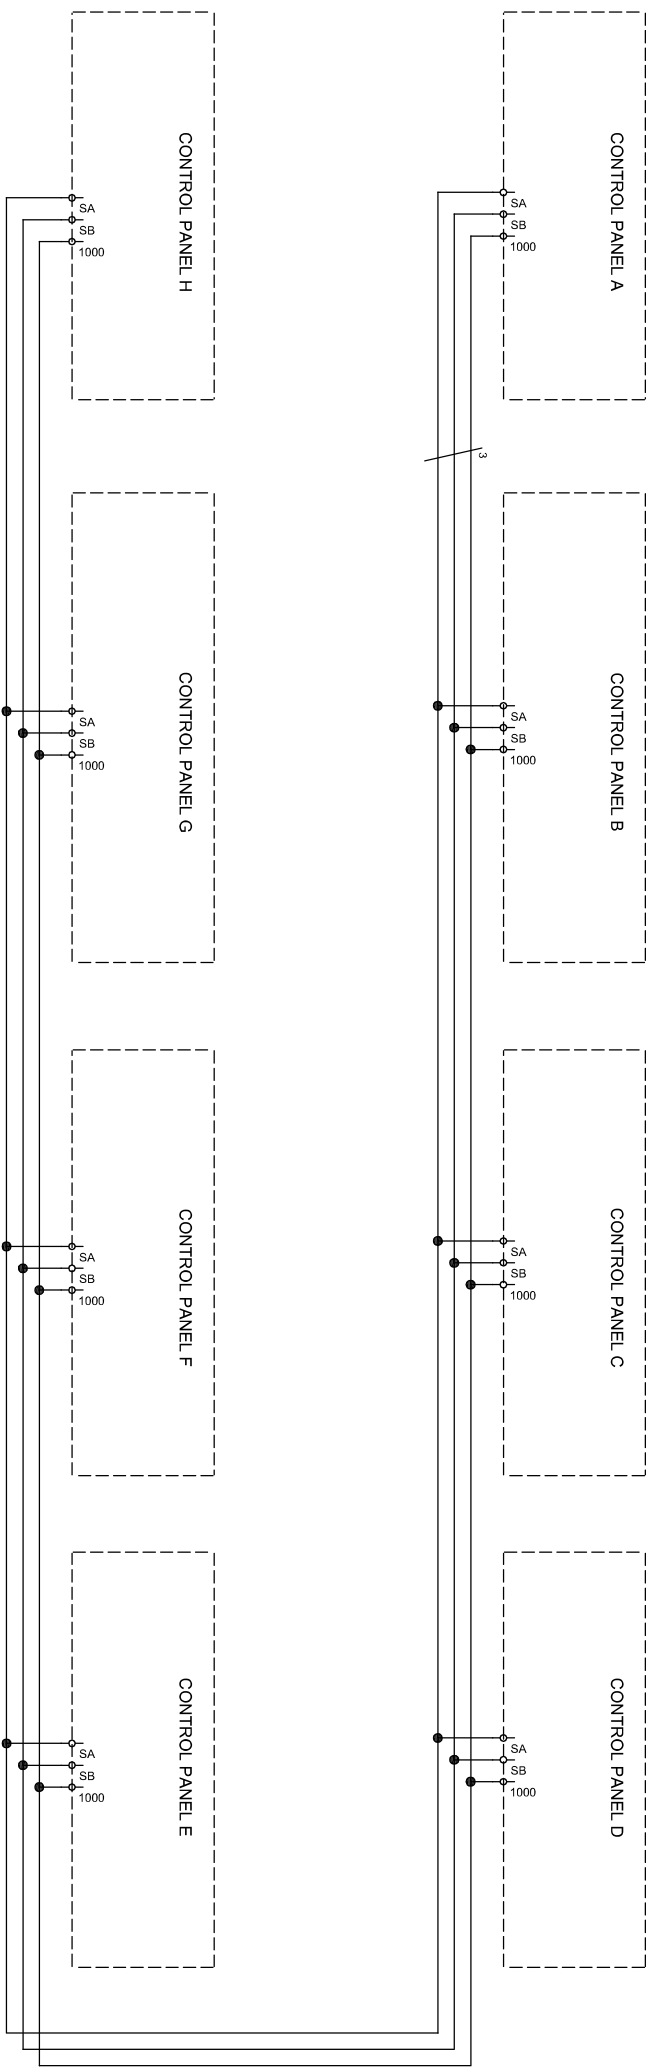 CONTROL PANEL A
SA
SB
1000
3
CONTROL PANEL B
SA
SB
1000
CONTROL PANEL C
SA
SB
1000
CONTROL PANEL D
SA
SB
1000
CONTROL PANEL H
SA
SB
1000
CONTROL PANEL G
SA
SB
1000
CONTROL PANEL F
SA
SB
1000
CONTROL PANEL E
SA
SB
1000